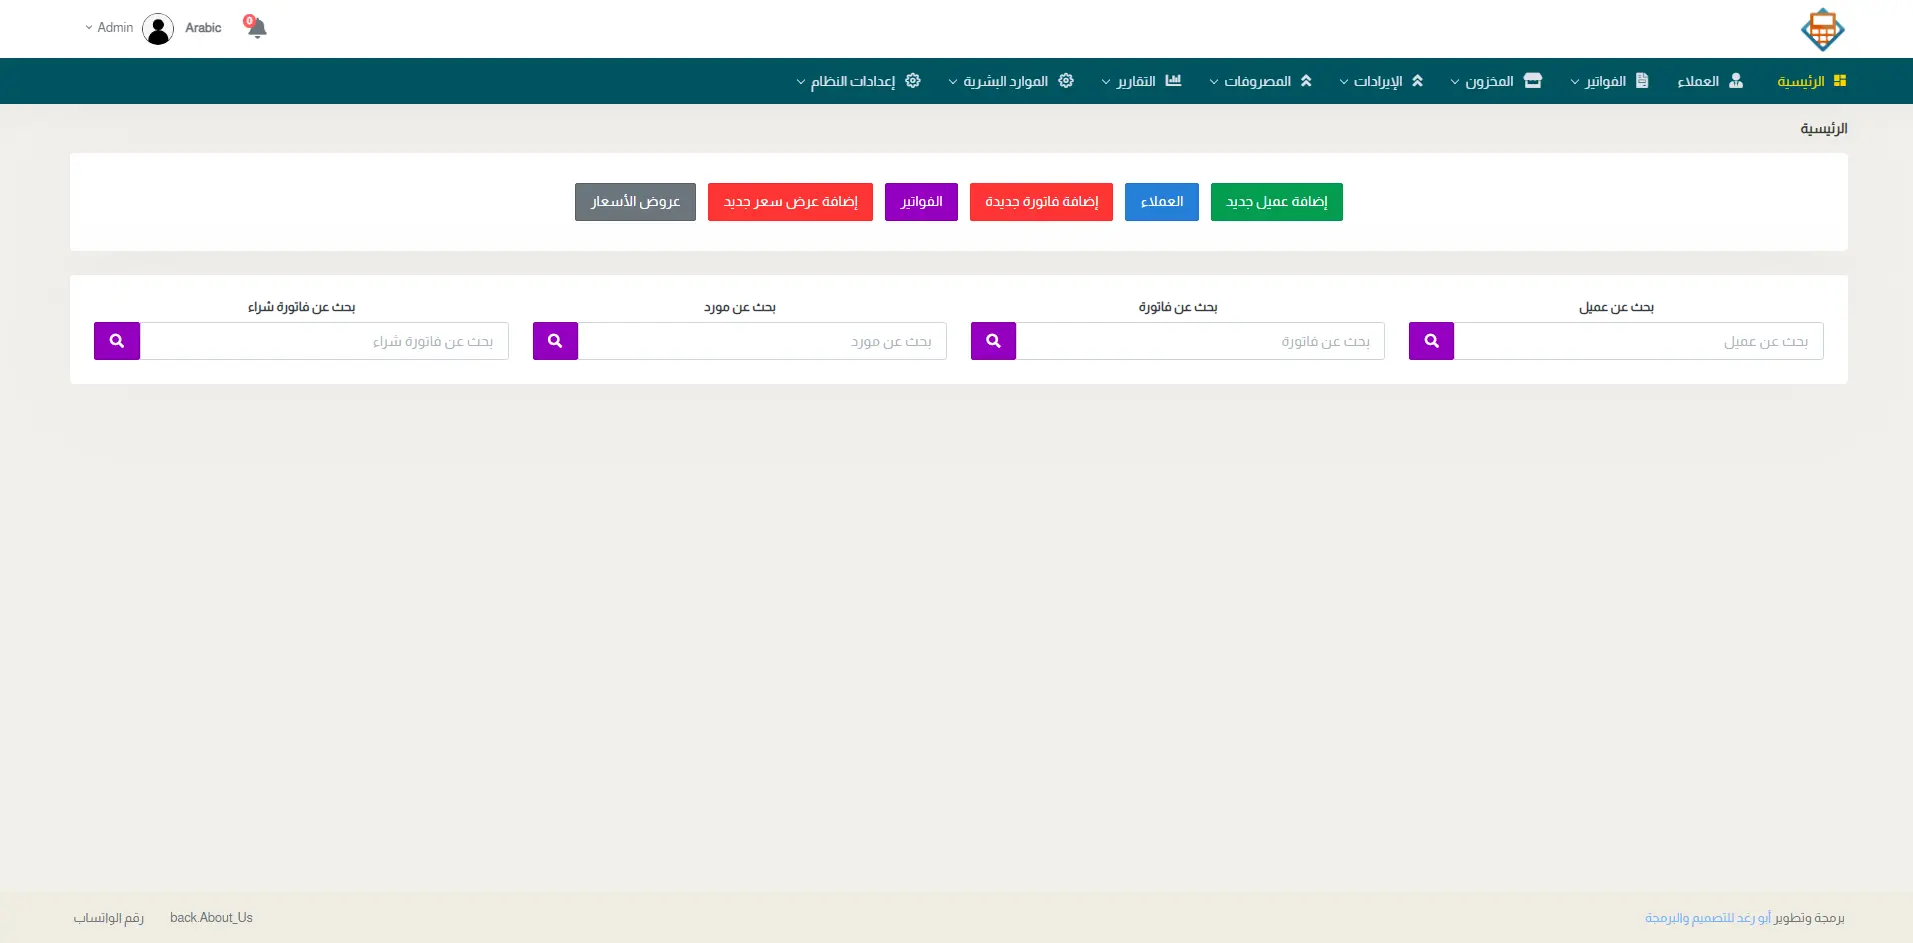 Arabic
Admin
0
الرئيسية
العملاء
الفواتير
المخزون
الإيرادات
المصروفات
التقارير
الموارد البشرية
إعدادات النظام
الرئيسية
إضافة عميل جديد
العملاء
إضافة فاتورة جديدة
الفواتير
إضافة عرض سعر جديد
عروض الأسعار
بحث عن عميل
بحث عن فاتورة
بحث عن مورد
بحث عن فاتورة شراء
بحث عن عميل
بحث عن فاتورة
بحث عن مورد
بحث عن فاتورة شراء
برمجة وتطوير أبو رغد للتصميم والبرمجة
back.About_Us
رقم الواتساب